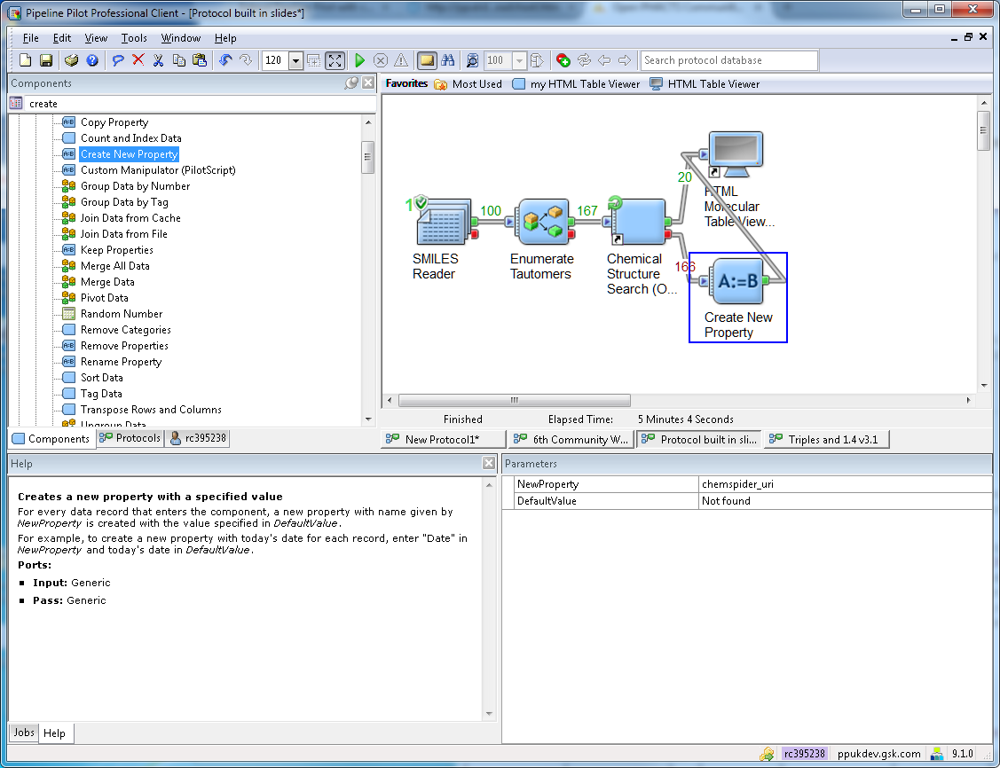 Pipeline Pilot Professional Client - [Protocol built in slides*]
File Edit View Tools Window Help
120 100 Search protocol database
Components
create
Copy Property
Count and Index Data
Create New Property
Custom Manipulator (PilotScript)
Group Data by Number
Group Data by Tag
Join Data from Cache
Join Data from File
Keep Properties
Merge All Data
Merge Data
Pivot Data
Random Number
Remove Categories
Remove Properties
Rename Property
Sort Data
Tag Data
Transpose Rows and Columns
Ungroup Data
Components Protocols rc395238
Favorites Most Used my HTML Table Viewer HTML Table Viewer
1
100
167
20
166
SMILES
Reader
Enumerate
Tautomers
Chemical
Structure
Search (O...
HTML
Molecular
Table View...
A:=B
Create New
Property
Finished Elapsed Time: 5 Minutes 4 Seconds
New Protocol1* 6th Community W... Protocol built in sli... Triples and 1.4 v3.1
Help
Creates a new property with a specified value
For every data record that enters the component, a new property with name given by
NewProperty is created with the value specified in DefaultValue.
For example, to create a new property with today's date for each record, enter "Date" in
NewProperty and today's date in DefaultValue.
Ports:
Input: Generic
Pass: Generic
Jobs Help
Parameters
NewProperty chemspider_uri
DefaultValue Not found
rc395238 ppukdev.gsk.com 9.1.0